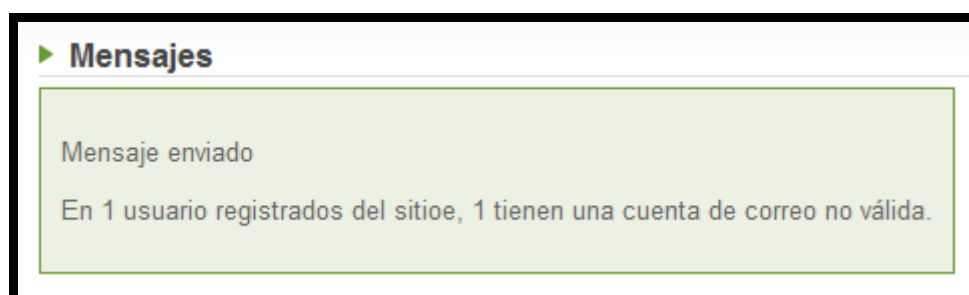 Mensajes
Mensaje enviado
En 1 usuario registrados del sitioe, 1 tienen una cuenta de correo no válida.